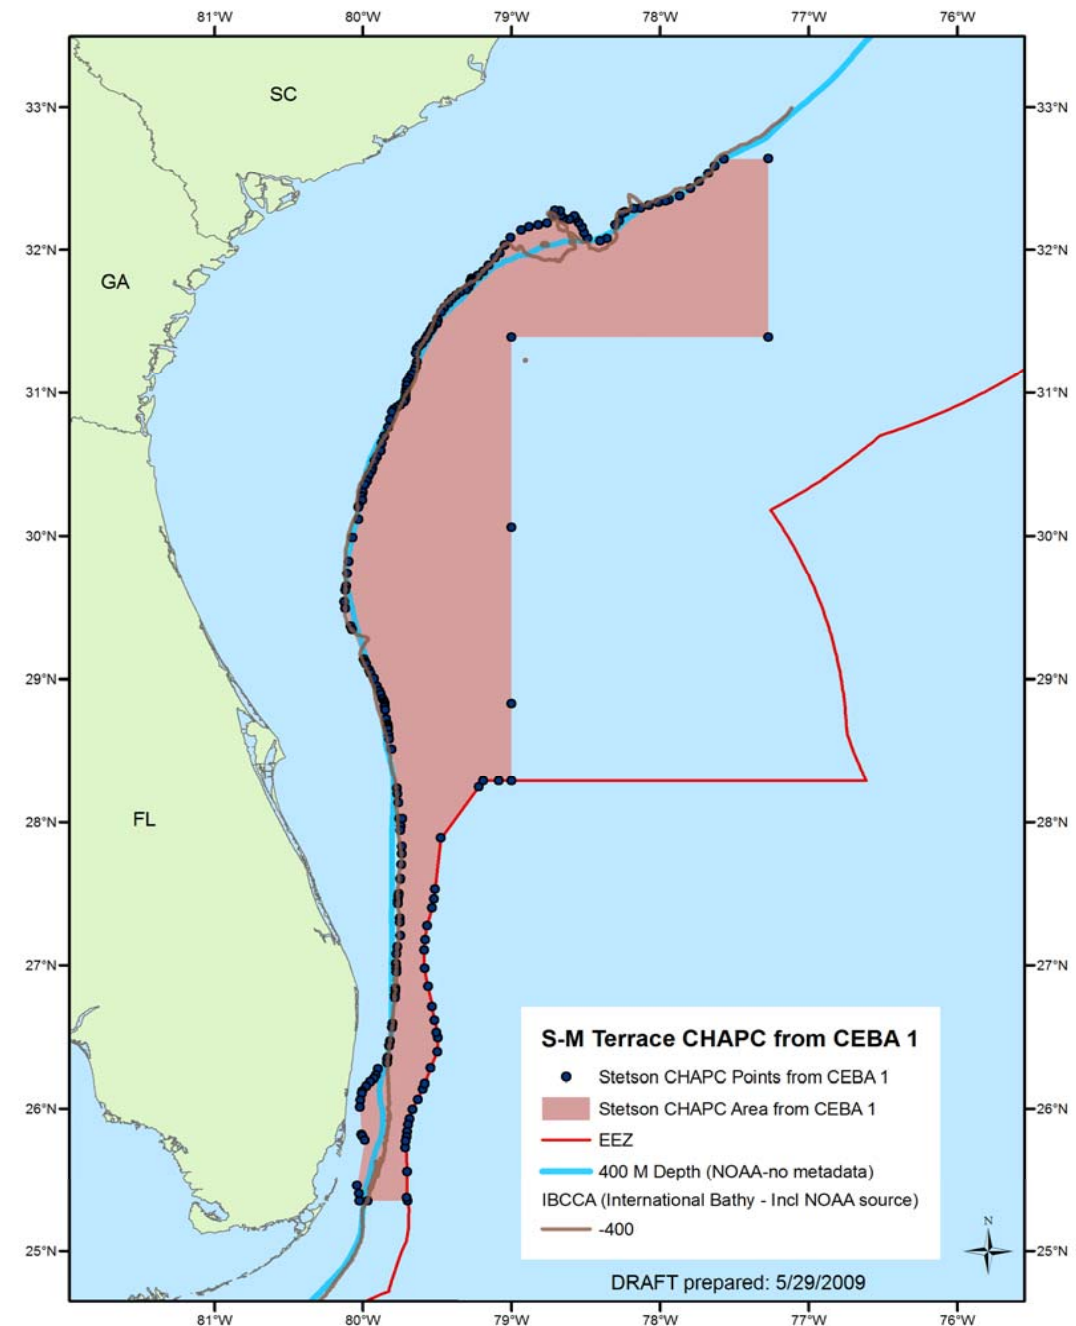 81°W 80°W 79°W 78°W 77°W 76°W
33°N 33°N
SC
32°N 32°N
GA
31°N 31°N
30°N 30°N
29°N 29°N
FL
28°N 28°N
27°N 27°N
S-M Terrace CHAPC from CEBA 1
Stetson CHAPC Points from CEBA 1
26°N Stetson CHAPC Area from CEBA 1 26°N
EEZ
400 M Depth (NOAA-no metadata)
IBCCA (International Bathy - Incl NOAA source)
-400
N
25°N 25°N
DRAFT prepared: 5/29/2009
81°W 80°W 79°W 78°W 77°W 76°W